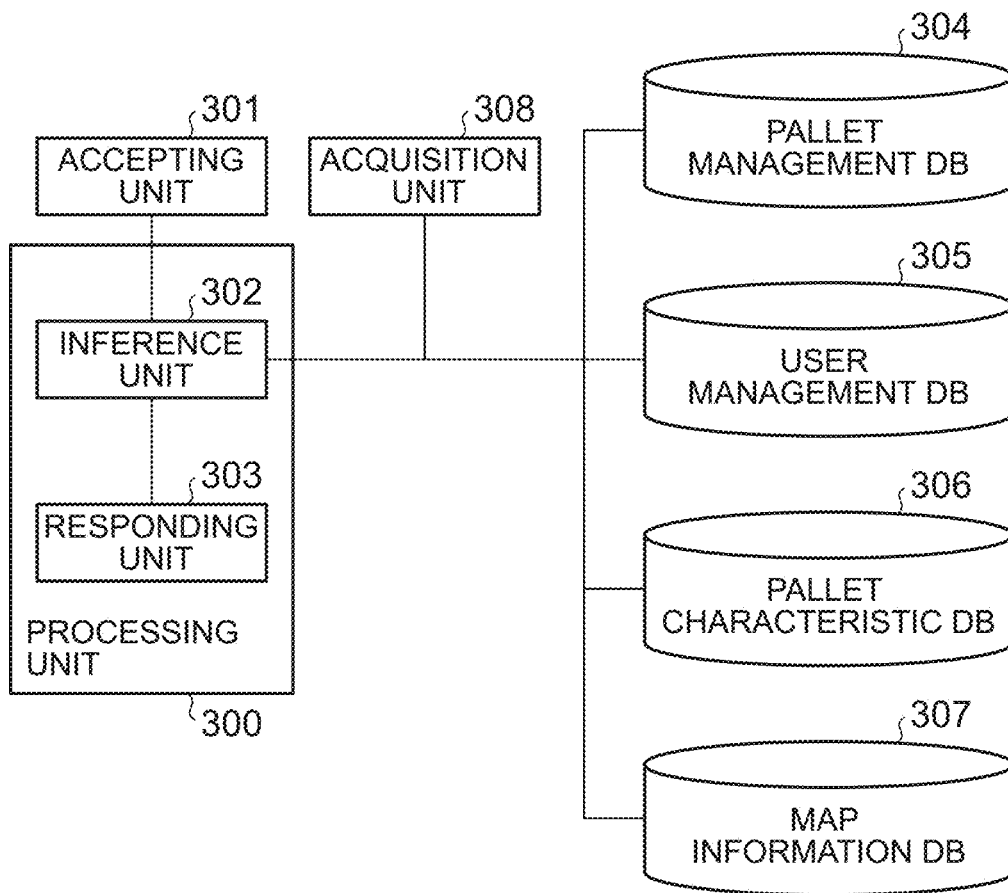 304
PALLET
MANAGEMENT DB
301
ACCEPTING
UNIT
308
ACQUISITION
UNIT
302
INFERENCE
UNIT
305
USER
MANAGEMENT DB
303
RESPONDING
UNIT
306
PALLET
CHARACTERISTIC DB
PROCESSING
UNIT
300
307
MAP
INFORMATION DB